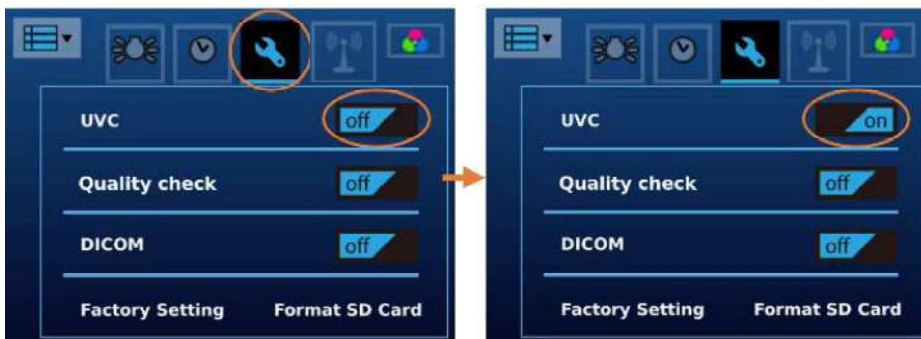 UVC off
Quality check off
DICOM off
Factory Setting Format SD Card
UVC on
Quality check off
DICOM off
Factory Setting Format SD Card